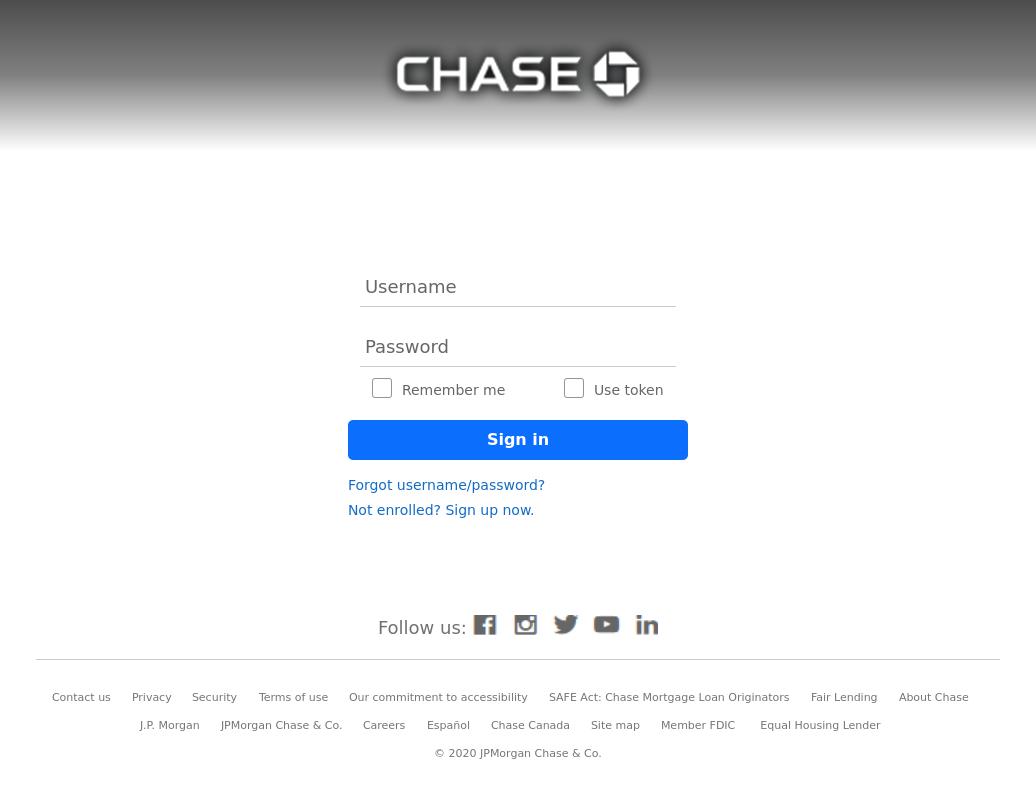 CHASE
Username
Password
Remember me Use token
Sign in
Forgot username/password?
Not enrolled? Sign up now.
Follow us:
Contact us Privacy Security Terms of use Our commitment to accessibility SAFE Act: Chase Mortgage Loan Originators Fair Lending About Chase
J.P. Morgan JPMorgan Chase & Co. Careers Español Chase Canada Site map Member FDIC Equal Housing Lender
© 2020 JPMorgan Chase & Co.